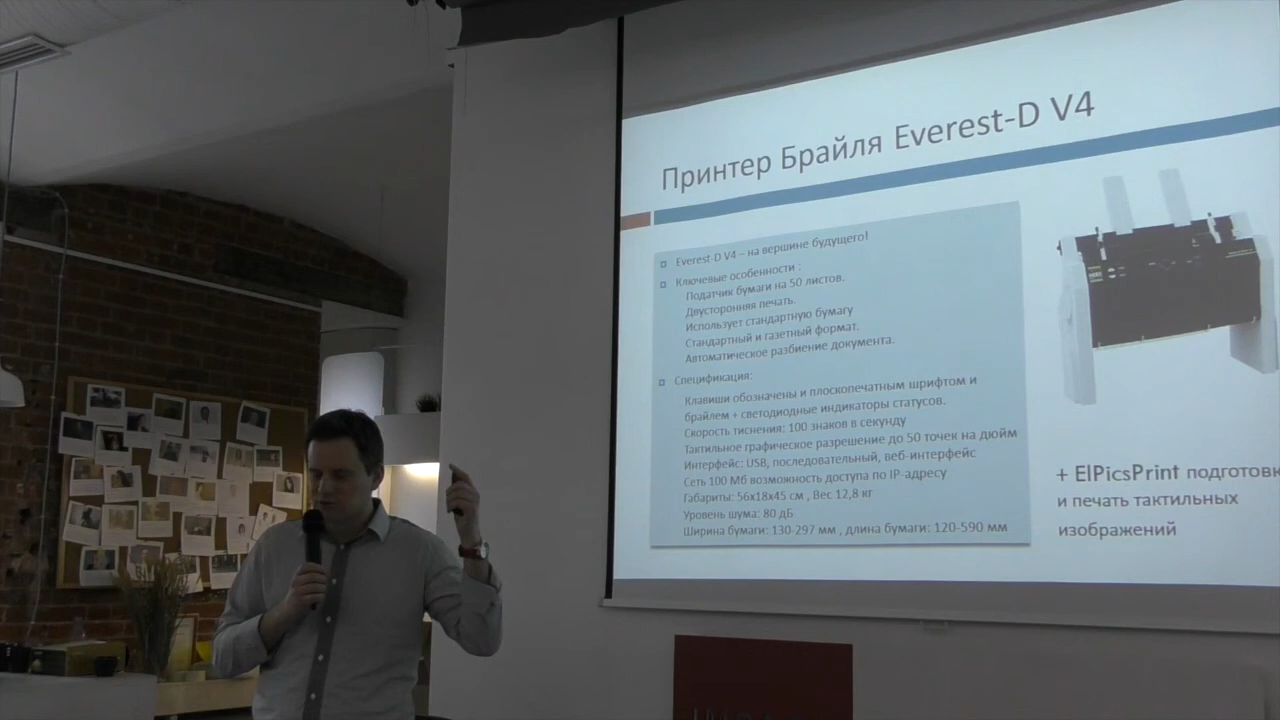 Принтер Брайля Everest-D V4
Everest-D V4 – на вершине будущего!
Ключевые особенности :
Податчик бумаги на 50 листов.
Двусторонняя печать.
Использует стандартную бумагу
Стандартный и газетный формат.
Автоматическое разбиение документа.
Спецификация:
Клавиши обозначены и плоскопечатным шрифтом и
брайлем + светодиодные индикаторы статусов.
Скорость тиснения: 100 знаков в секунду
Тактильное графическое разрешение до 50 точек на дюйм
Интерфейс: USB, последовательный, веб-интерфейс
Сеть 100 Мб возможность доступа по IP-адресу
Габариты: 56x18x45 см , Вес 12,8 кг
Уровень шума: 80 дБ
Ширина бумаги: 130-297 мм , длина бумаги: 120-590 мм
+ ElPicsPrint подготовк
и печать тактильных
изображений